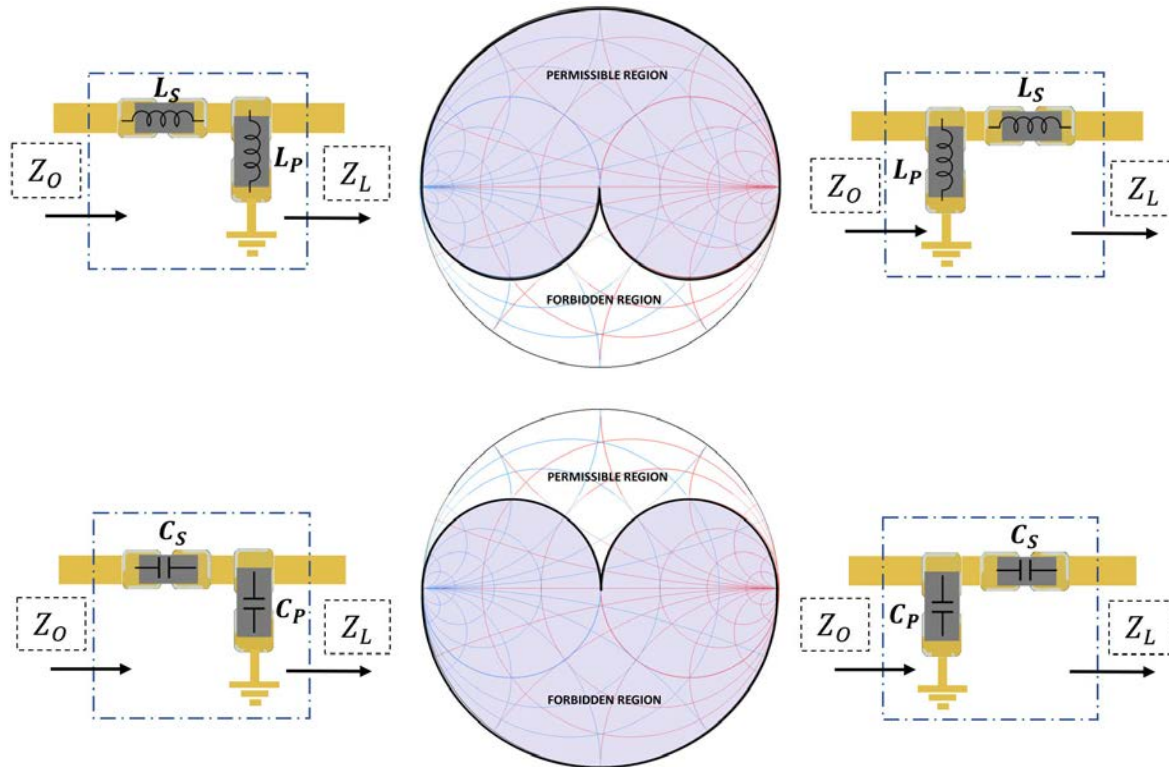 L_S
L_P
Z_O
Z_L
PERMISSIBLE REGION
FORBIDDEN REGION
L_S
L_P
Z_O
Z_L
C_S
C_P
Z_O
Z_L
PERMISSIBLE REGION
FORBIDDEN REGION
C_S
C_P
Z_O
Z_L